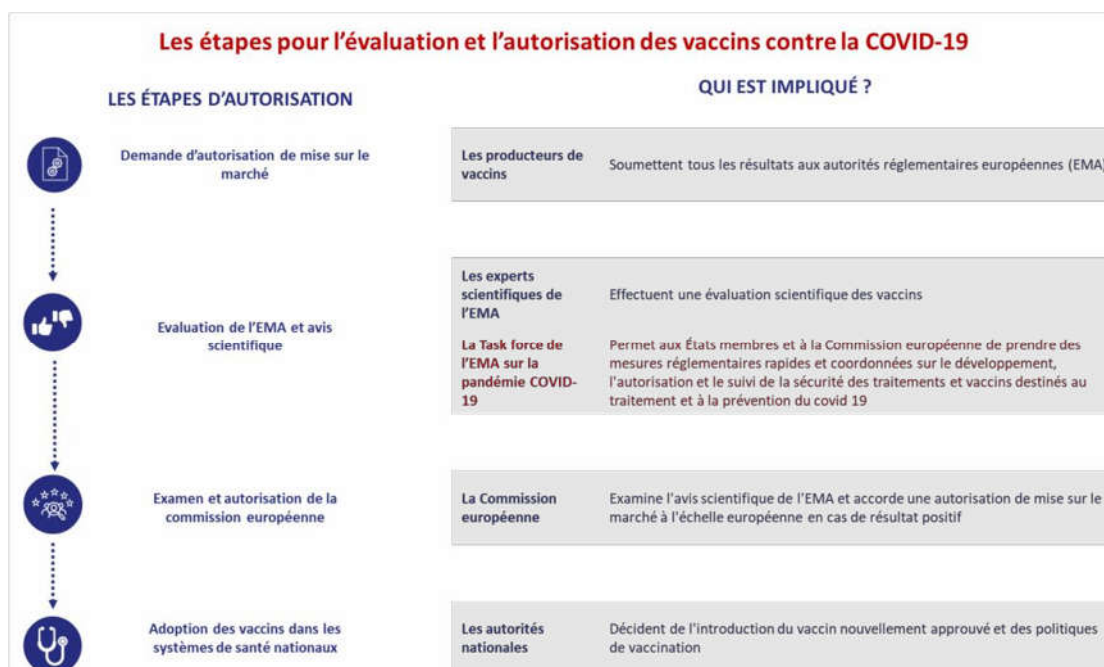 Les étapes pour l'évaluation et l'autorisation des vaccins contre la COVID-19
LES ÉTAPES D'AUTORISATION
QUI EST IMPLIQUÉ ?
Demande d'autorisation de mise sur le
marché
Les producteurs de
vaccins
Soumettent tous les résultats aux autorités réglementaires européennes (EMA)
Evaluation de l'EMA et avis
scientifique
Les experts
scientifiques de
l'EMA
Effectuent une évaluation scientifique des vaccins
La Task force de
l'EMA sur la
pandémie COVID-
19
Permet aux États membres et à la Commission européenne de prendre des
mesures réglementaires rapides et coordonnées sur le développement,
l'autorisation et le suivi de la sécurité des traitements et vaccins destinés au
traitement et à la prévention du covid 19
Examen et autorisation de la
commission européenne
La Commission
européenne
Examine l'avis scientifique de l'EMA et accorde une autorisation de mise sur le
marché à l'échelle européenne en cas de résultat positif
Adoption des vaccins dans les
systèmes de santé nationaux
Les autorités
nationales
Décident de l'introduction du vaccin nouvellement approuvé et des politiques
de vaccination